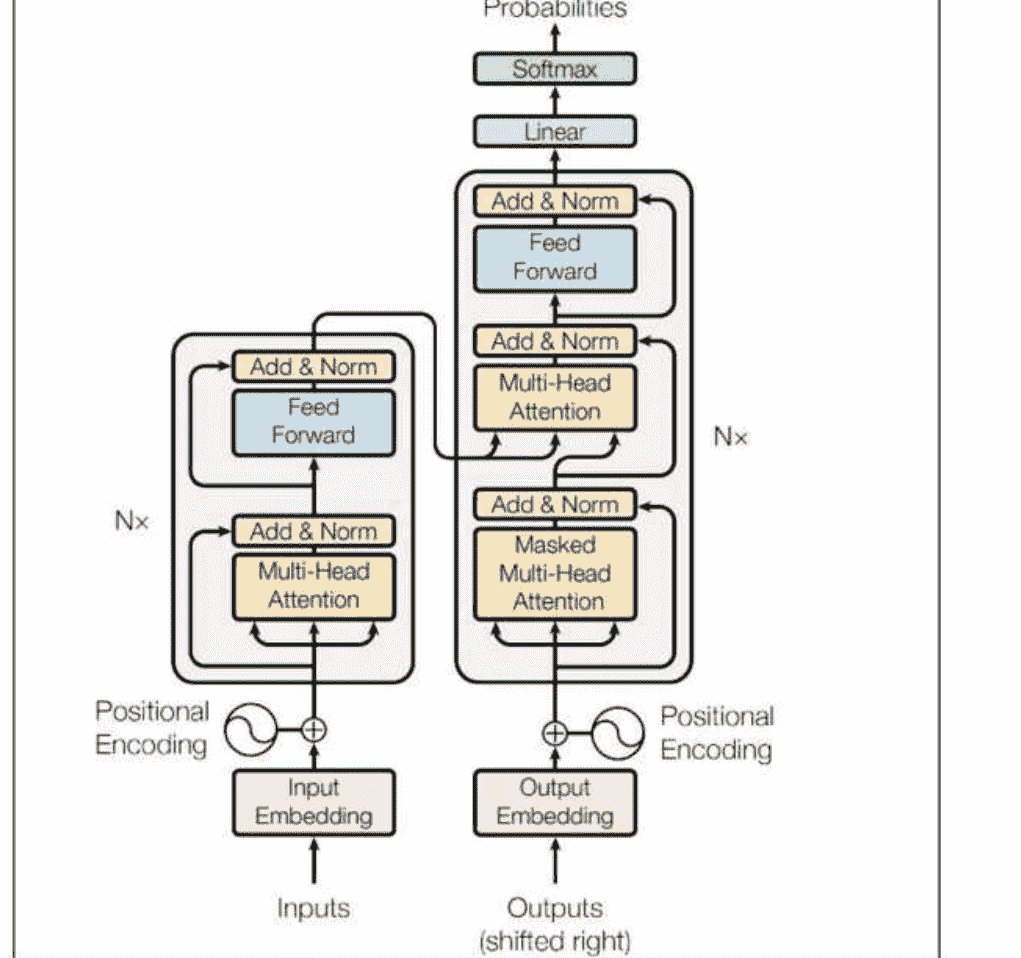 Probabilities
Softmax
Linear
Add & Norm
Feed
Forward
Add & Norm
Multi-Head
Attention
Nx
Add & Norm
Masked
Multi-Head
Attention
Add & Norm
Feed
Forward
Nx
Add & Norm
Multi-Head
Attention
Positional
Encoding
Positional
Encoding
Input
Embedding
Output
Embedding
Inputs
Outputs
(shifted right)